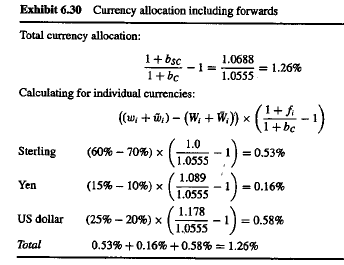 Exhibit 6.30 Currency allocation including forwards
Total currency allocation:
(1 + b_SC)/(1 + b_C) − 1 = 1.0688/1.0555 = 1.26%
Calculating for individual currencies:
((w_i + w̃_i) − (W_i + W̃_i)) × ((1 + f_i)/(1 + b_C) − 1)
Sterling (60% − 70%) × (1.0/1.0555 − 1) = 0.53%
Yen (15% − 10%) × (1.089/1.0555 − 1) = 0.16%
US dollar (25% − 20%) × (1.178/1.0555 − 1) = 0.58%
Total 0.53% + 0.16% + 0.58% = 1.26%